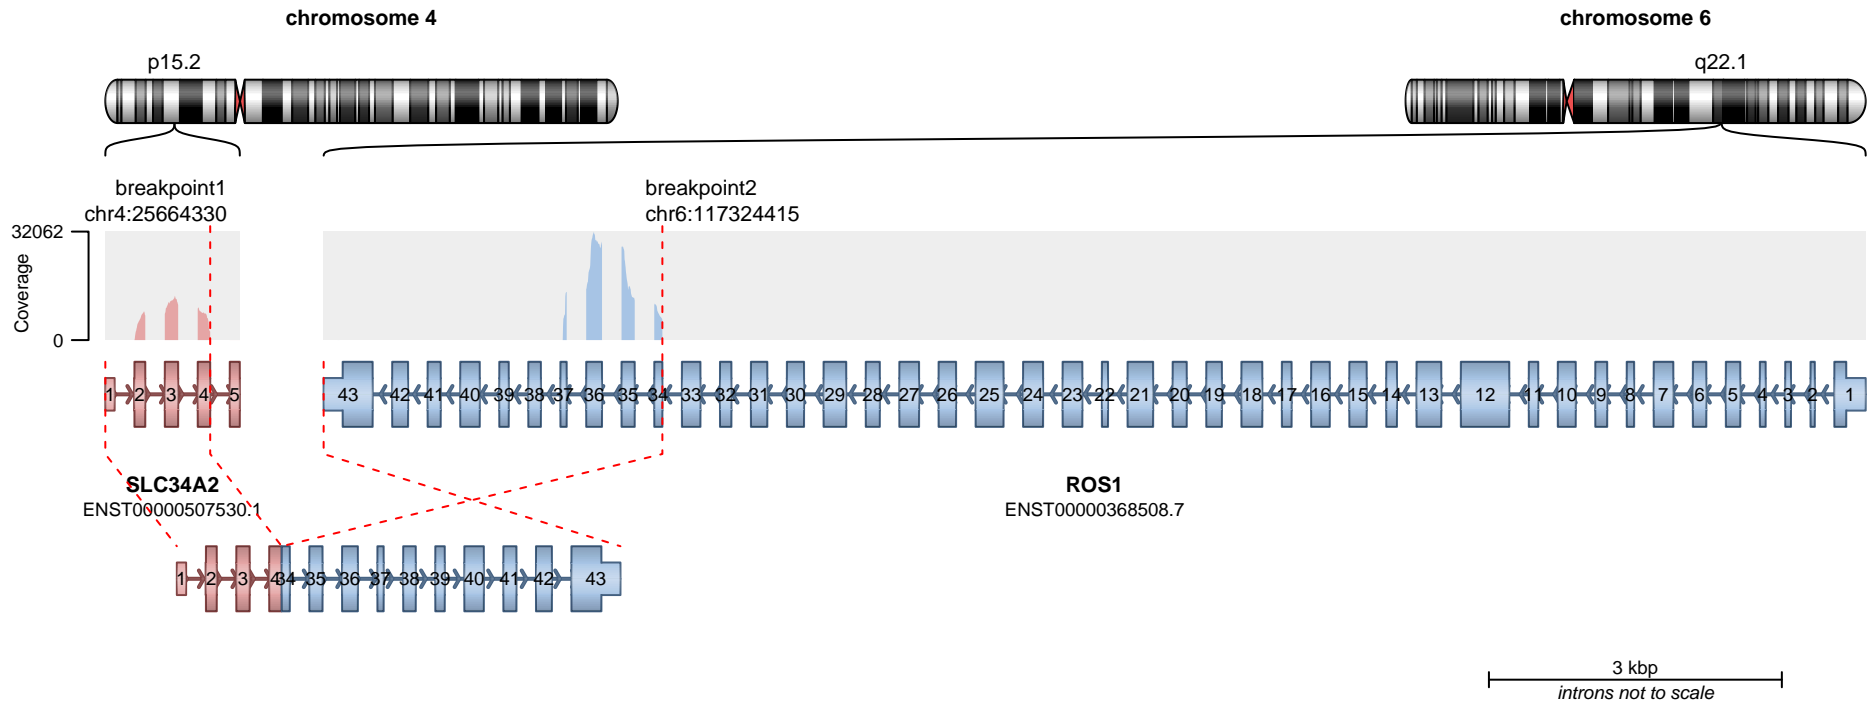 chromosome 4
chromosome 6
p15.2
q22.1
breakpoint1
chr4:25664330
breakpoint2
chr6:117324415
32062
Coverage
0
1 2 3 4 5
43 42 41 40 39 38 37 36 35 34 33 32 31 30 29 28 27 26 25 24 23 22 21 20 19 18 17 16 15 14 13 12 11 10 9 8 7 6 5 4 3 2 1
SLC34A2
ENST00000507530.1
ROS1
ENST00000368508.7
1 2 3 4 34 35 36 37 38 39 40 41 42 43
3 kbp
introns not to scale